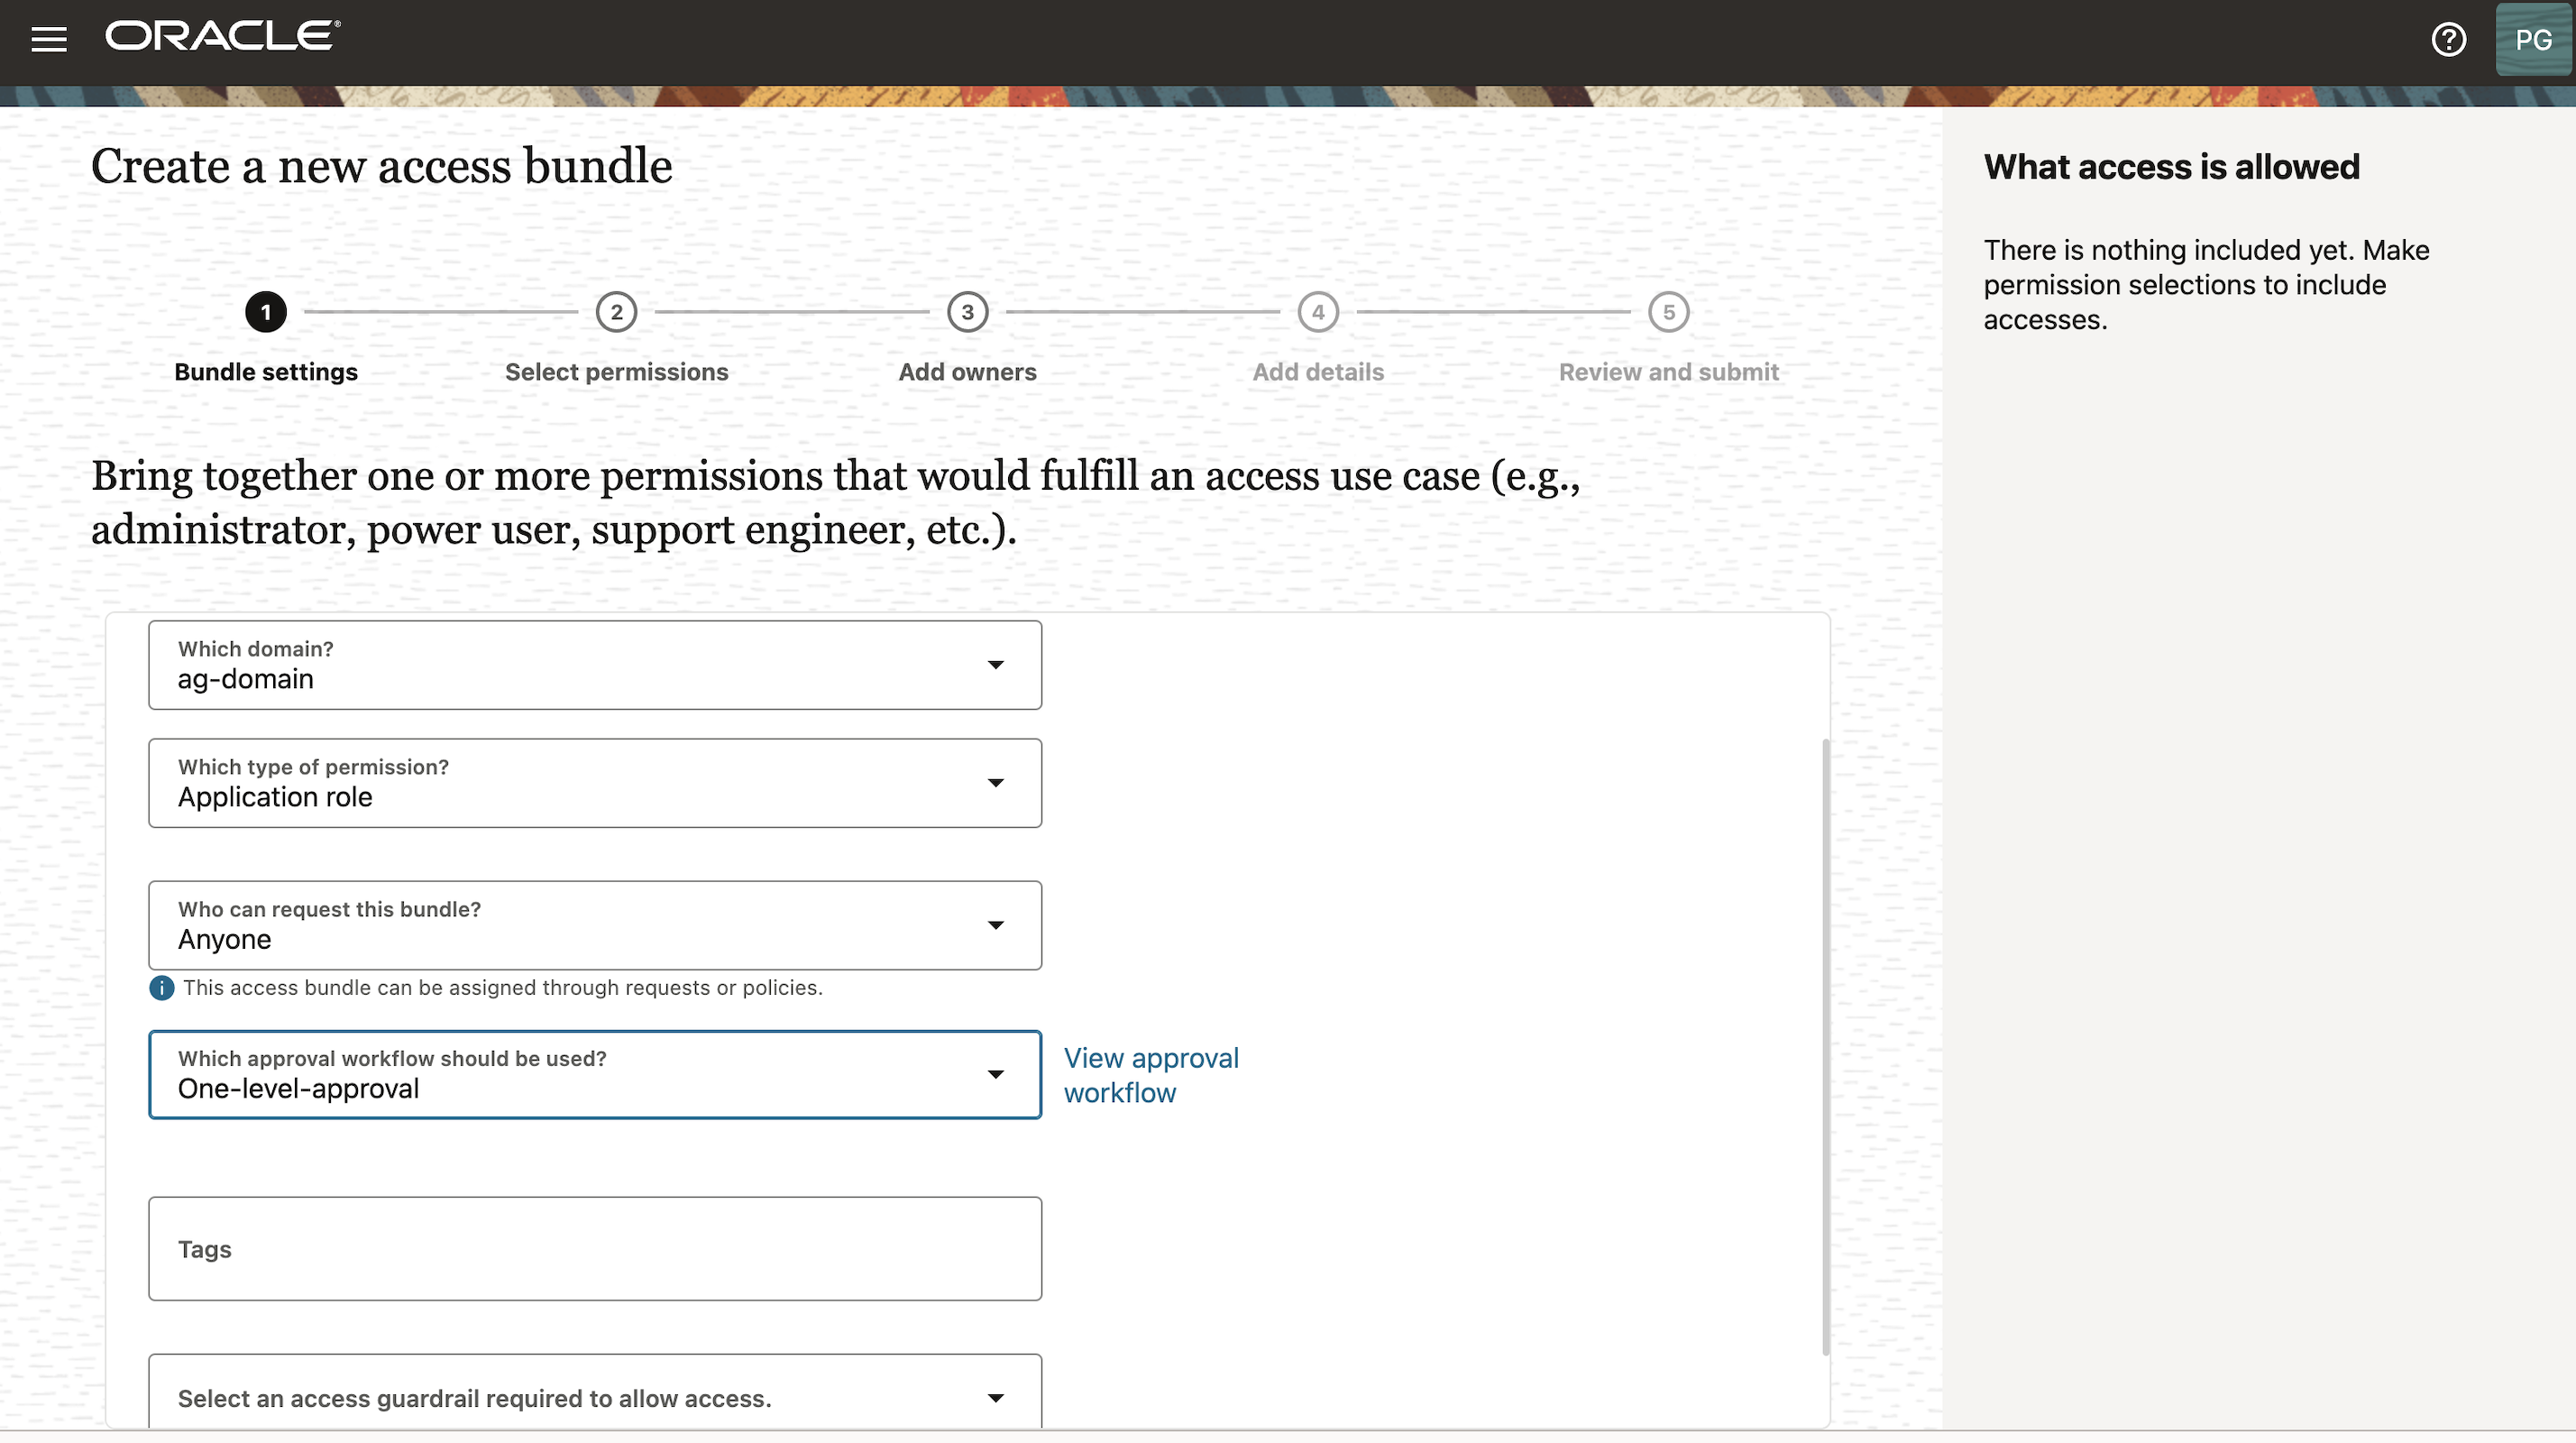 ORACLE®
PG
Create a new access bundle
1
2
3
4
5
Bundle settings
Select permissions
Add owners
Add details
Review and submit
Bring together one or more permissions that would fulfill an access use case (e.g.,
administrator, power user, support engineer, etc.).
Which domain?
ag-domain
Which type of permission?
Application role
Who can request this bundle?
Anyone
This access bundle can be assigned through requests or policies.
Which approval workflow should be used?
One-level-approval
View approval
workflow
Tags
Select an access guardrail required to allow access.
What access is allowed
There is nothing included yet. Make
permission selections to include
accesses.